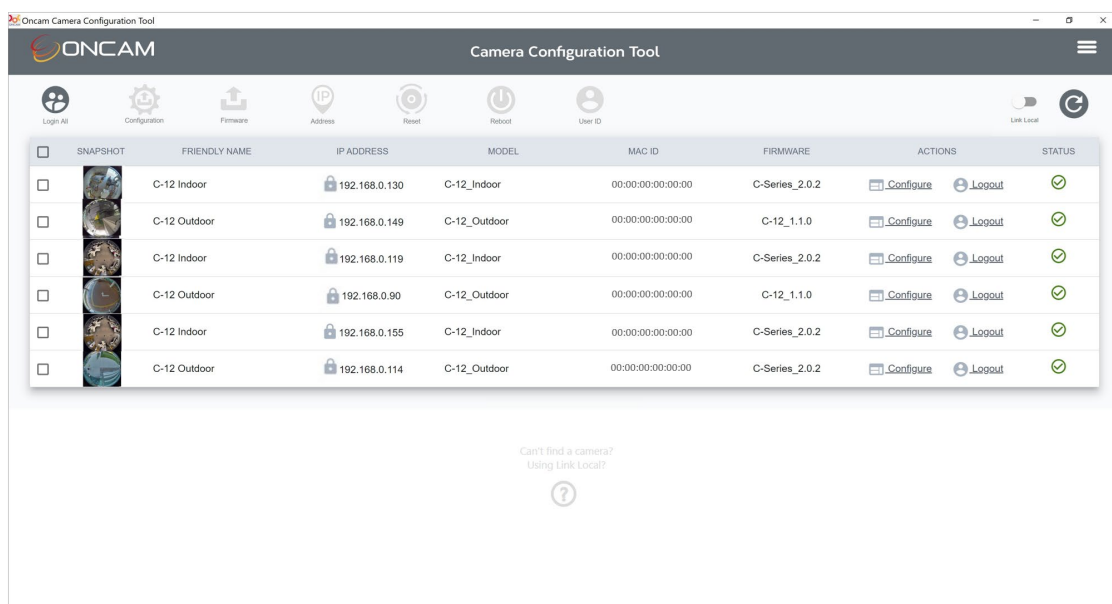 Oncam Camera Configuration Tool
ONCAM
Camera Configuration Tool
Login All Configuration Firmware Address Reset Reboot User ID Link Local
IP
SNAPSHOT FRIENDLY NAME IP ADDRESS MODEL MAC ID FIRMWARE ACTIONS STATUS
C-12 Indoor 192.168.0.130 C-12_Indoor 00:00:00:00:00:00 C-Series_2.0.2 Configure Logout
C-12 Outdoor 192.168.0.149 C-12_Outdoor 00:00:00:00:00:00 C-12_1.1.0 Configure Logout
C-12 Indoor 192.168.0.119 C-12_Indoor 00:00:00:00:00:00 C-Series_2.0.2 Configure Logout
C-12 Outdoor 192.168.0.90 C-12_Outdoor 00:00:00:00:00:00 C-12_1.1.0 Configure Logout
C-12 Indoor 192.168.0.155 C-12_Indoor 00:00:00:00:00:00 C-Series_2.0.2 Configure Logout
C-12 Outdoor 192.168.0.114 C-12_Outdoor 00:00:00:00:00:00 C-Series_2.0.2 Configure Logout
Can't find a camera?
Using Link Local?
?